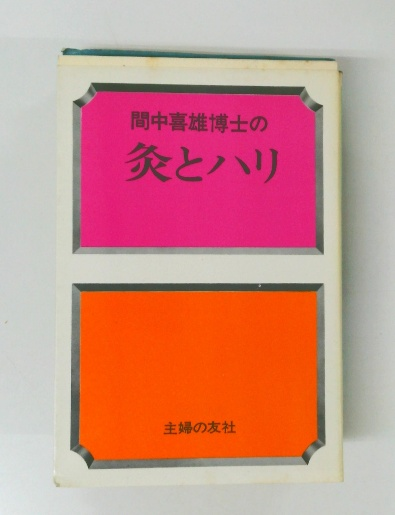 間中喜雄博士の
灸とハリ
主婦の友社